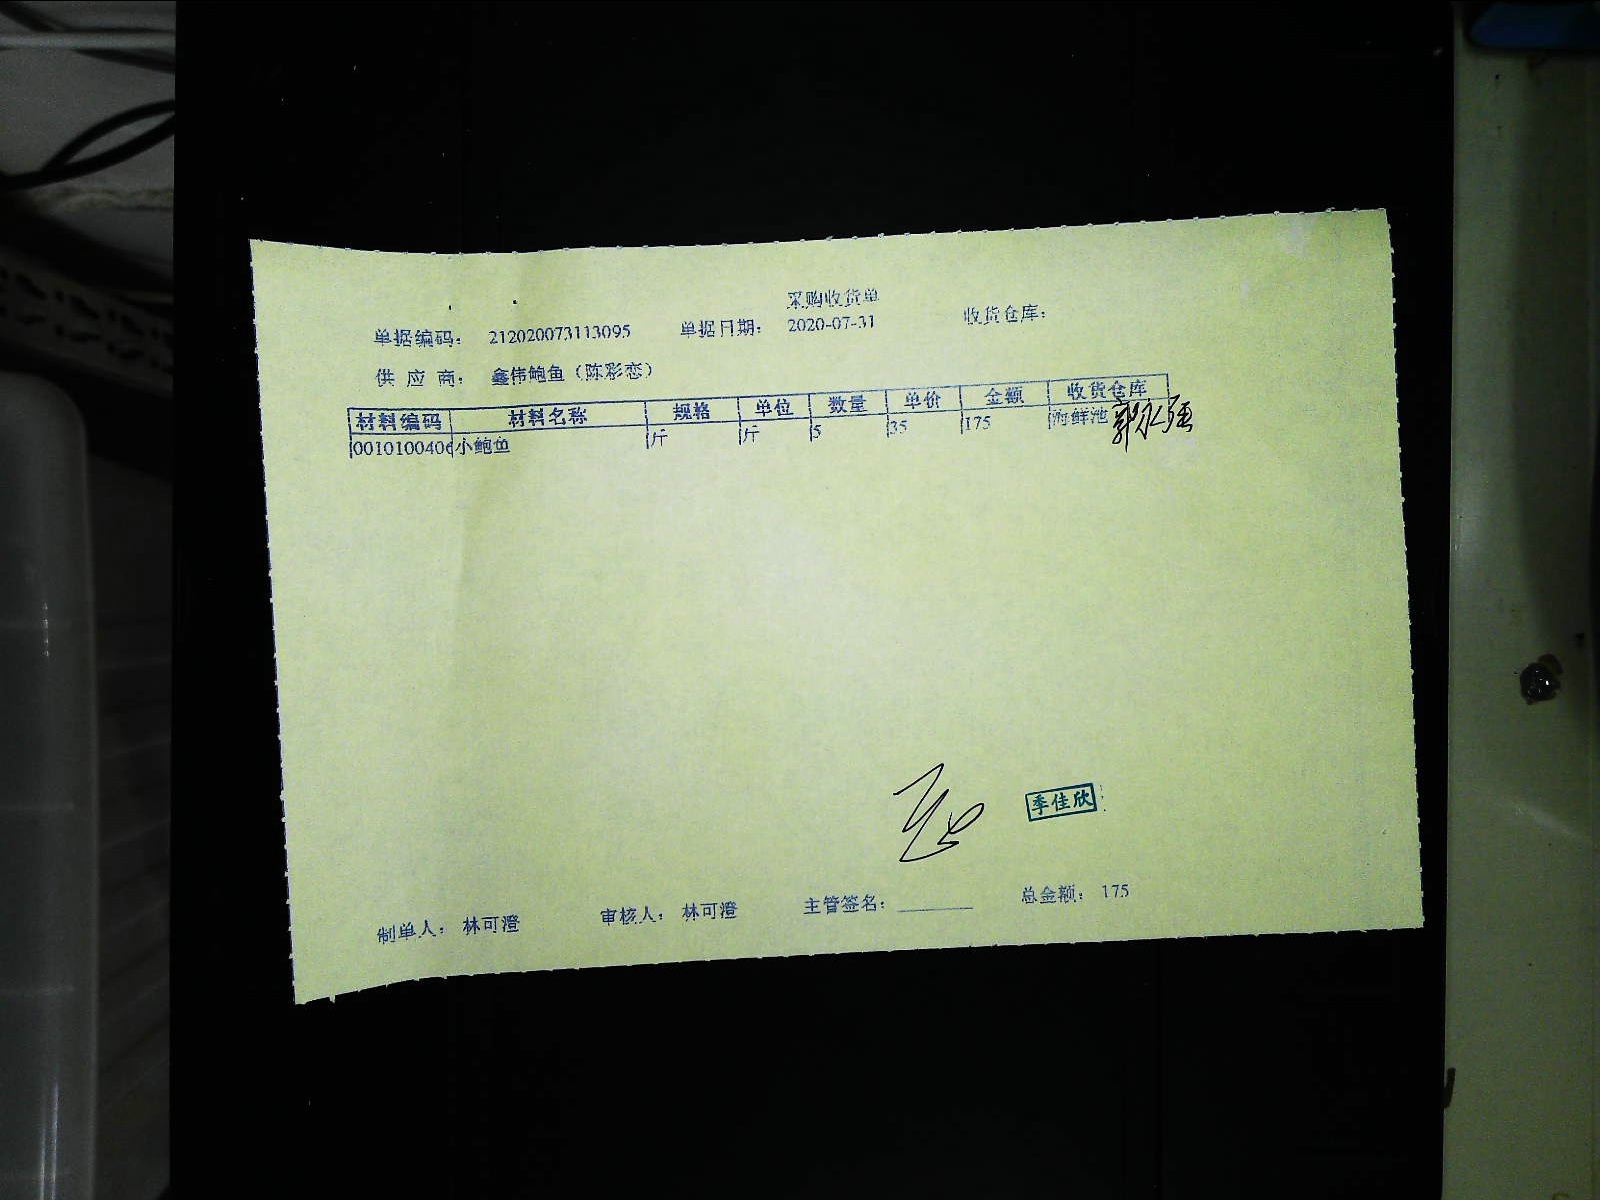 采购收货单
单据编码： 212020073113095 单据日期： 2020-07-31 收货仓库：
供 应 商： 鑫伟鲍鱼（陈彩恋）
材料编码 材料名称 规格 单位 数量 单价 金额 收货仓库
0010100406 小鲍鱼 斤 斤 5 35 175 海鲜池
季佳欣
制单人： 林可澄 审核人： 林可澄 主管签名： 总金额： 175